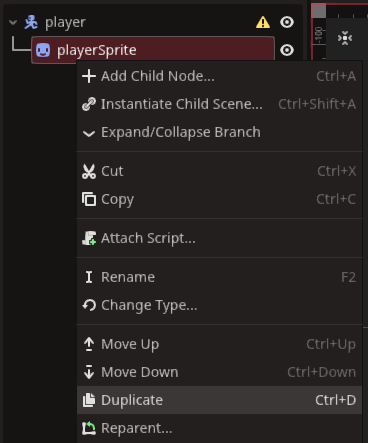 player
playerSprite
-100
Add Child Node... Ctrl+A
Instantiate Child Scene... Ctrl+Shift+A
Expand/Collapse Branch
Cut Ctrl+X
Copy Ctrl+C
Attach Script...
Rename F2
Change Type...
Move Up Ctrl+Up
Move Down Ctrl+Down
Duplicate Ctrl+D
Reparent...